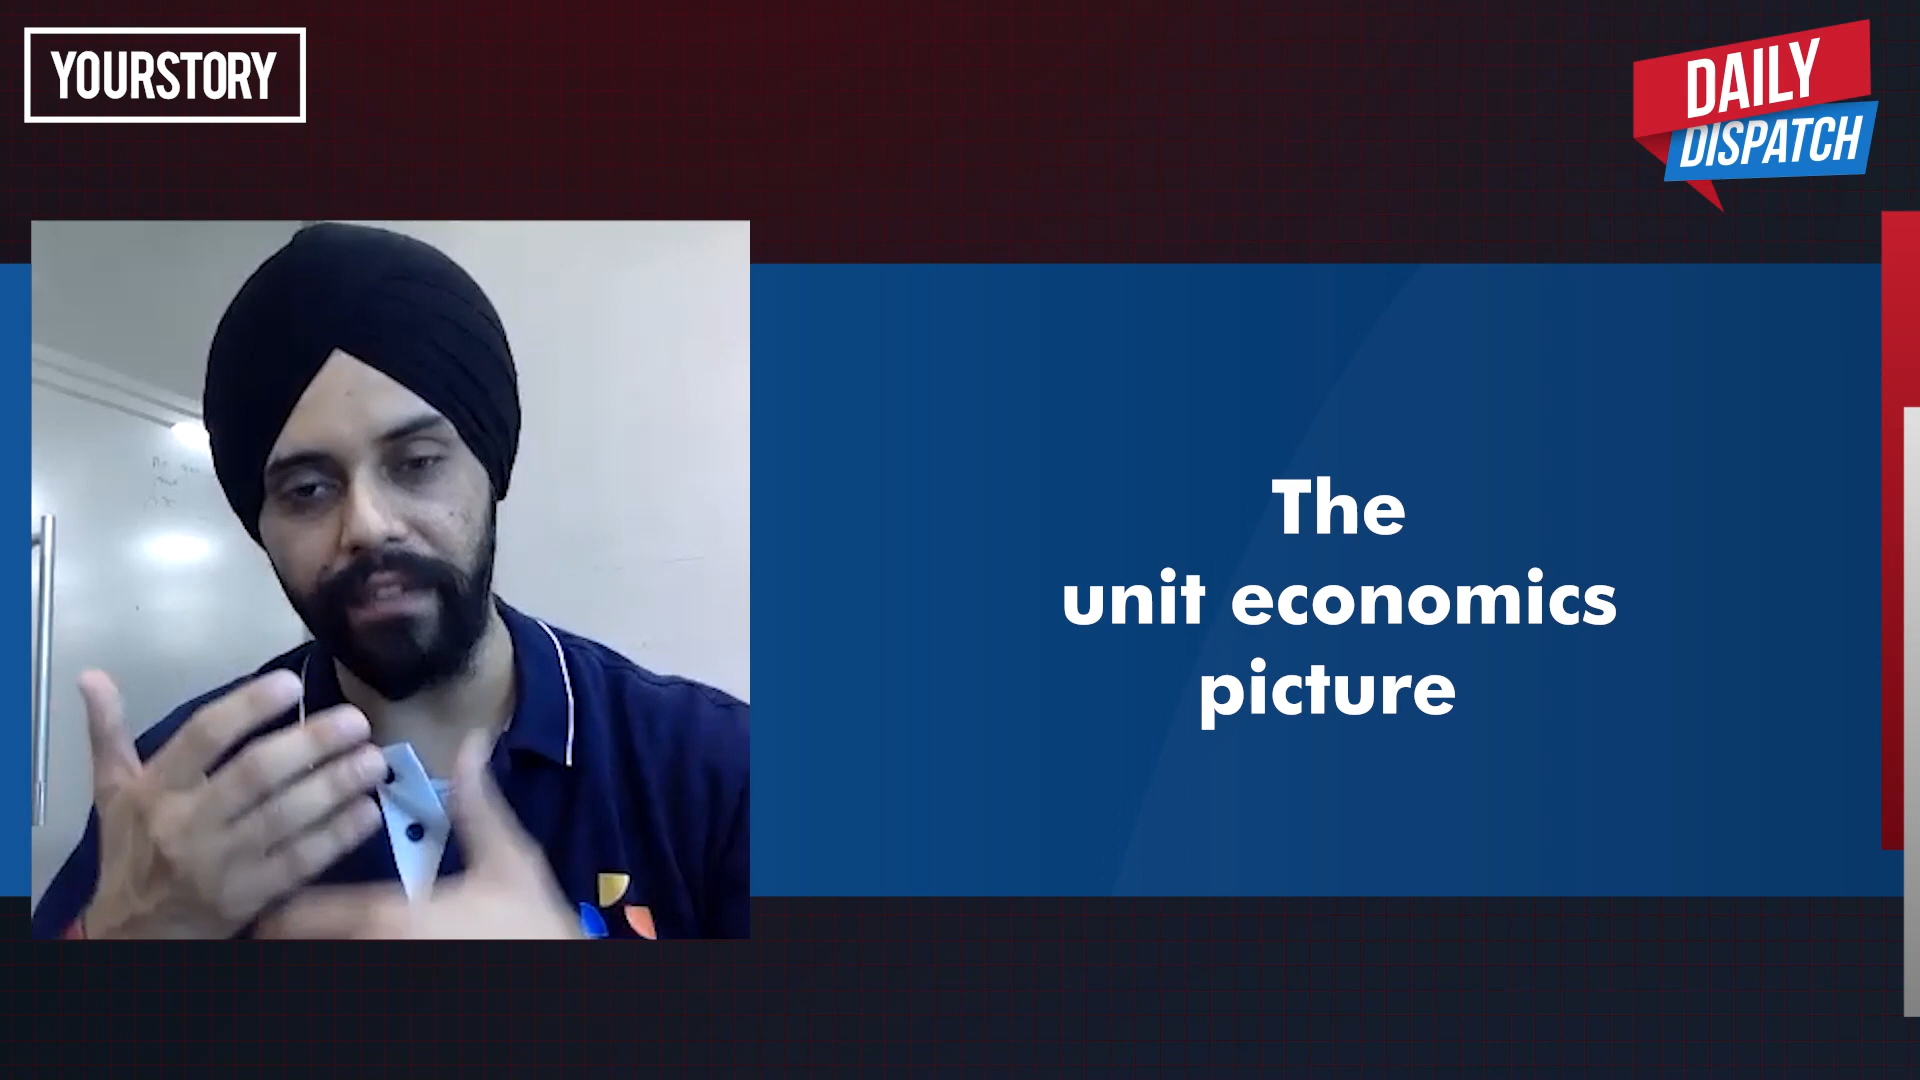 YOURSTORY
DAILY
DISPATCH
The
unit economics
picture